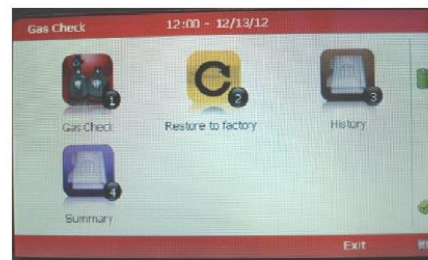 Gas Check 12:00 - 12/13/12
1 2 3
Gas Check Restore to factory History
4
Summary
Exit